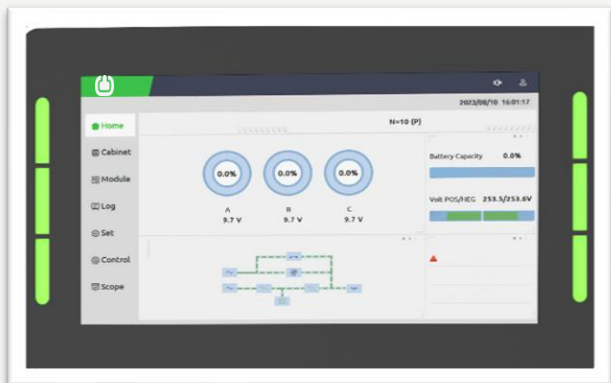 2023/08/10 16:01:17
Home
N=10 (P)
Cabinet
Module
Log
Set
Control
Scope
0.0%
0.0%
0.0%
A
B
C
9.7 V
9.7 V
9.7 V
Battery Capacity 0.0%
Volt POS/NEG 253.5/253.6V